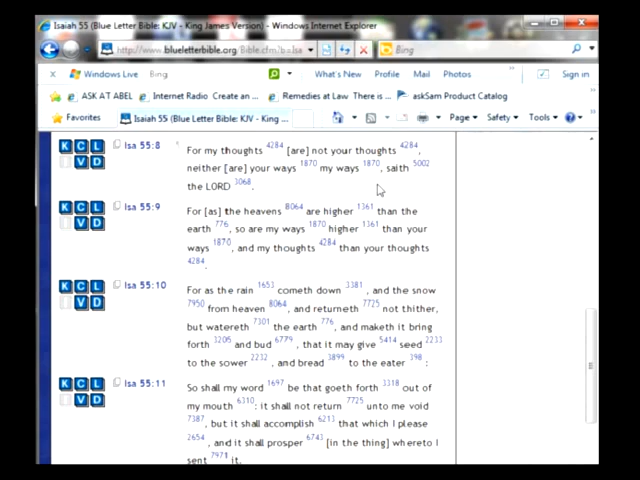 Isaiah 55 (Blue Letter Bible: KJV - King James Version) - Windows Internet Explorer
http://www.blueletterbible.org/Bible.cfm?b=Isa
Bing
Windows Live Bing What's New Profile Mail Photos Sign in
ASK AT ABEL Internet Radio Create an ... Remedies at Law There is ... askSam Product Catalog
Favorites Isaiah 55 (Blue Letter Bible: KJV - King ... Page Safety Tools
K C L Isa 55:8
V D
For my thoughts 4284 [are] not your thoughts 4284,
neither [are] your ways 1870 my ways 1870, saith 5002
the LORD 3068.
K C L Isa 55:9
V D
For [as] the heavens 8064 are higher 1361 than the
earth 776, so are my ways 1870 higher 1361 than your
ways 1870, and my thoughts 4284 than your thoughts
4284.
K C L Isa 55:10
V D
For as the rain 1653 cometh down 3381, and the snow
7950 from heaven 8064, and returneth 7725 not thither,
but watereth 7301 the earth 776, and maketh it bring
forth 3205 and bud 6779, that it may give 5414 seed 2233
to the sower 2232, and bread 3899 to the eater 398:
K C L Isa 55:11
V D
So shall my word 1697 be that goeth forth 3318 out of
my mouth 6310: it shall not return 7725 unto me void
7387, but it shall accomplish 6213 that which I please
2654, and it shall prosper 6743 [in the thing] whereto I
sent 7971 it.